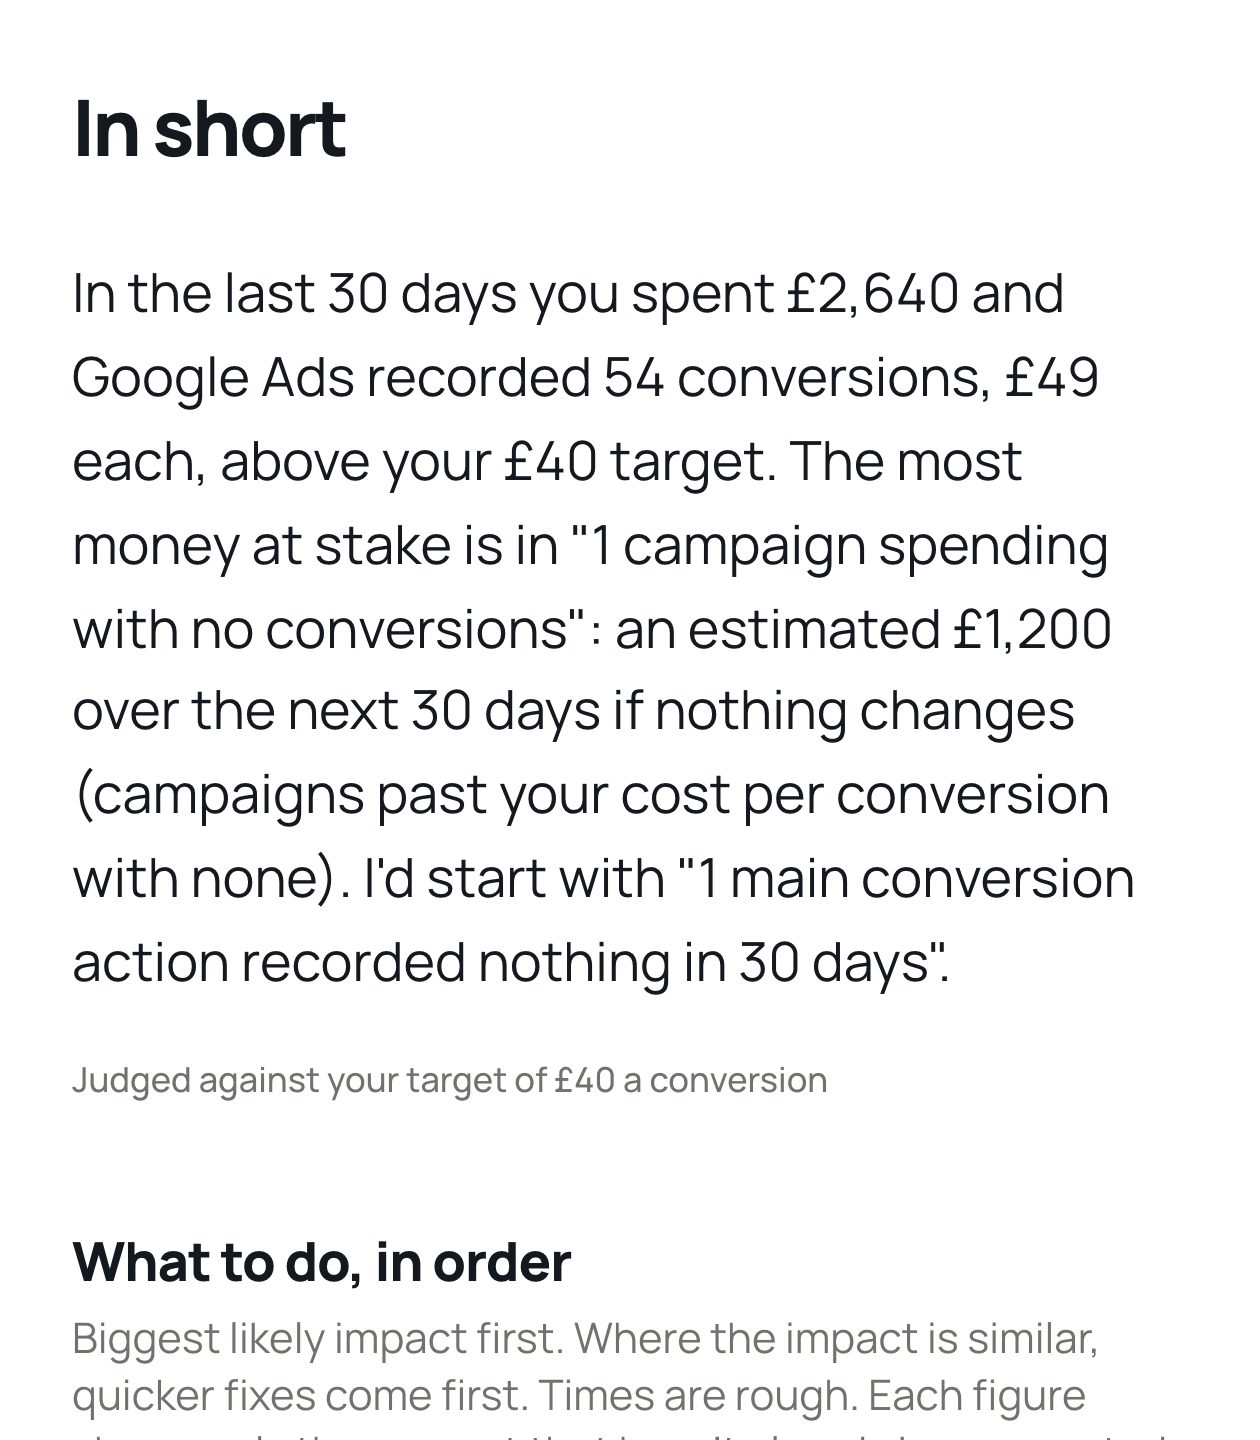 In short
In the last 30 days you spent £2,640 and
Google Ads recorded 54 conversions, £49
each, above your £40 target. The most
money at stake is in "1 campaign spending
with no conversions": an estimated £1,200
over the next 30 days if nothing changes
(campaigns past your cost per conversion
with none). I'd start with "1 main conversion
action recorded nothing in 30 days".
Judged against your target of £40 a conversion
What to do, in order
Biggest likely impact first. Where the impact is similar,
quicker fixes come first. Times are rough. Each figure